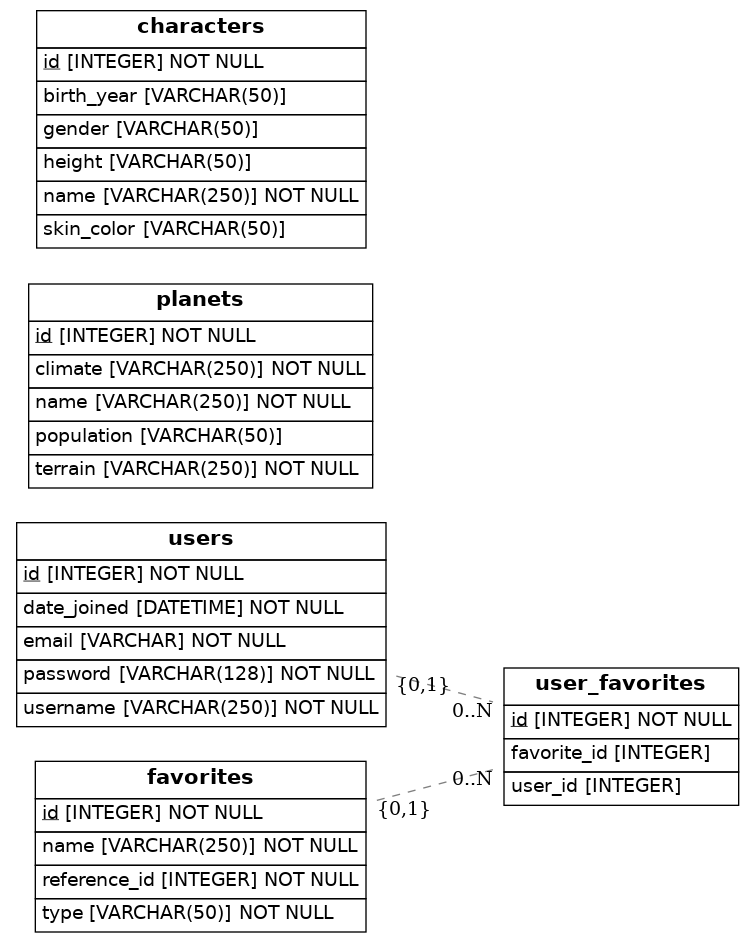 characters
id [INTEGER] NOT NULL
birth_year [VARCHAR(50)]
gender [VARCHAR(50)]
height [VARCHAR(50)]
name [VARCHAR(250)] NOT NULL
skin_color [VARCHAR(50)]
planets
id [INTEGER] NOT NULL
climate [VARCHAR(250)] NOT NULL
name [VARCHAR(250)] NOT NULL
population [VARCHAR(50)]
terrain [VARCHAR(250)] NOT NULL
users
id [INTEGER] NOT NULL
date_joined [DATETIME] NOT NULL
email [VARCHAR] NOT NULL
password [VARCHAR(128)] NOT NULL
username [VARCHAR(250)] NOT NULL
{0,1}
0..N
user_favorites
id [INTEGER] NOT NULL
favorite_id [INTEGER]
user_id [INTEGER]
0..N
{0,1}
favorites
id [INTEGER] NOT NULL
name [VARCHAR(250)] NOT NULL
reference_id [INTEGER] NOT NULL
type [VARCHAR(50)] NOT NULL